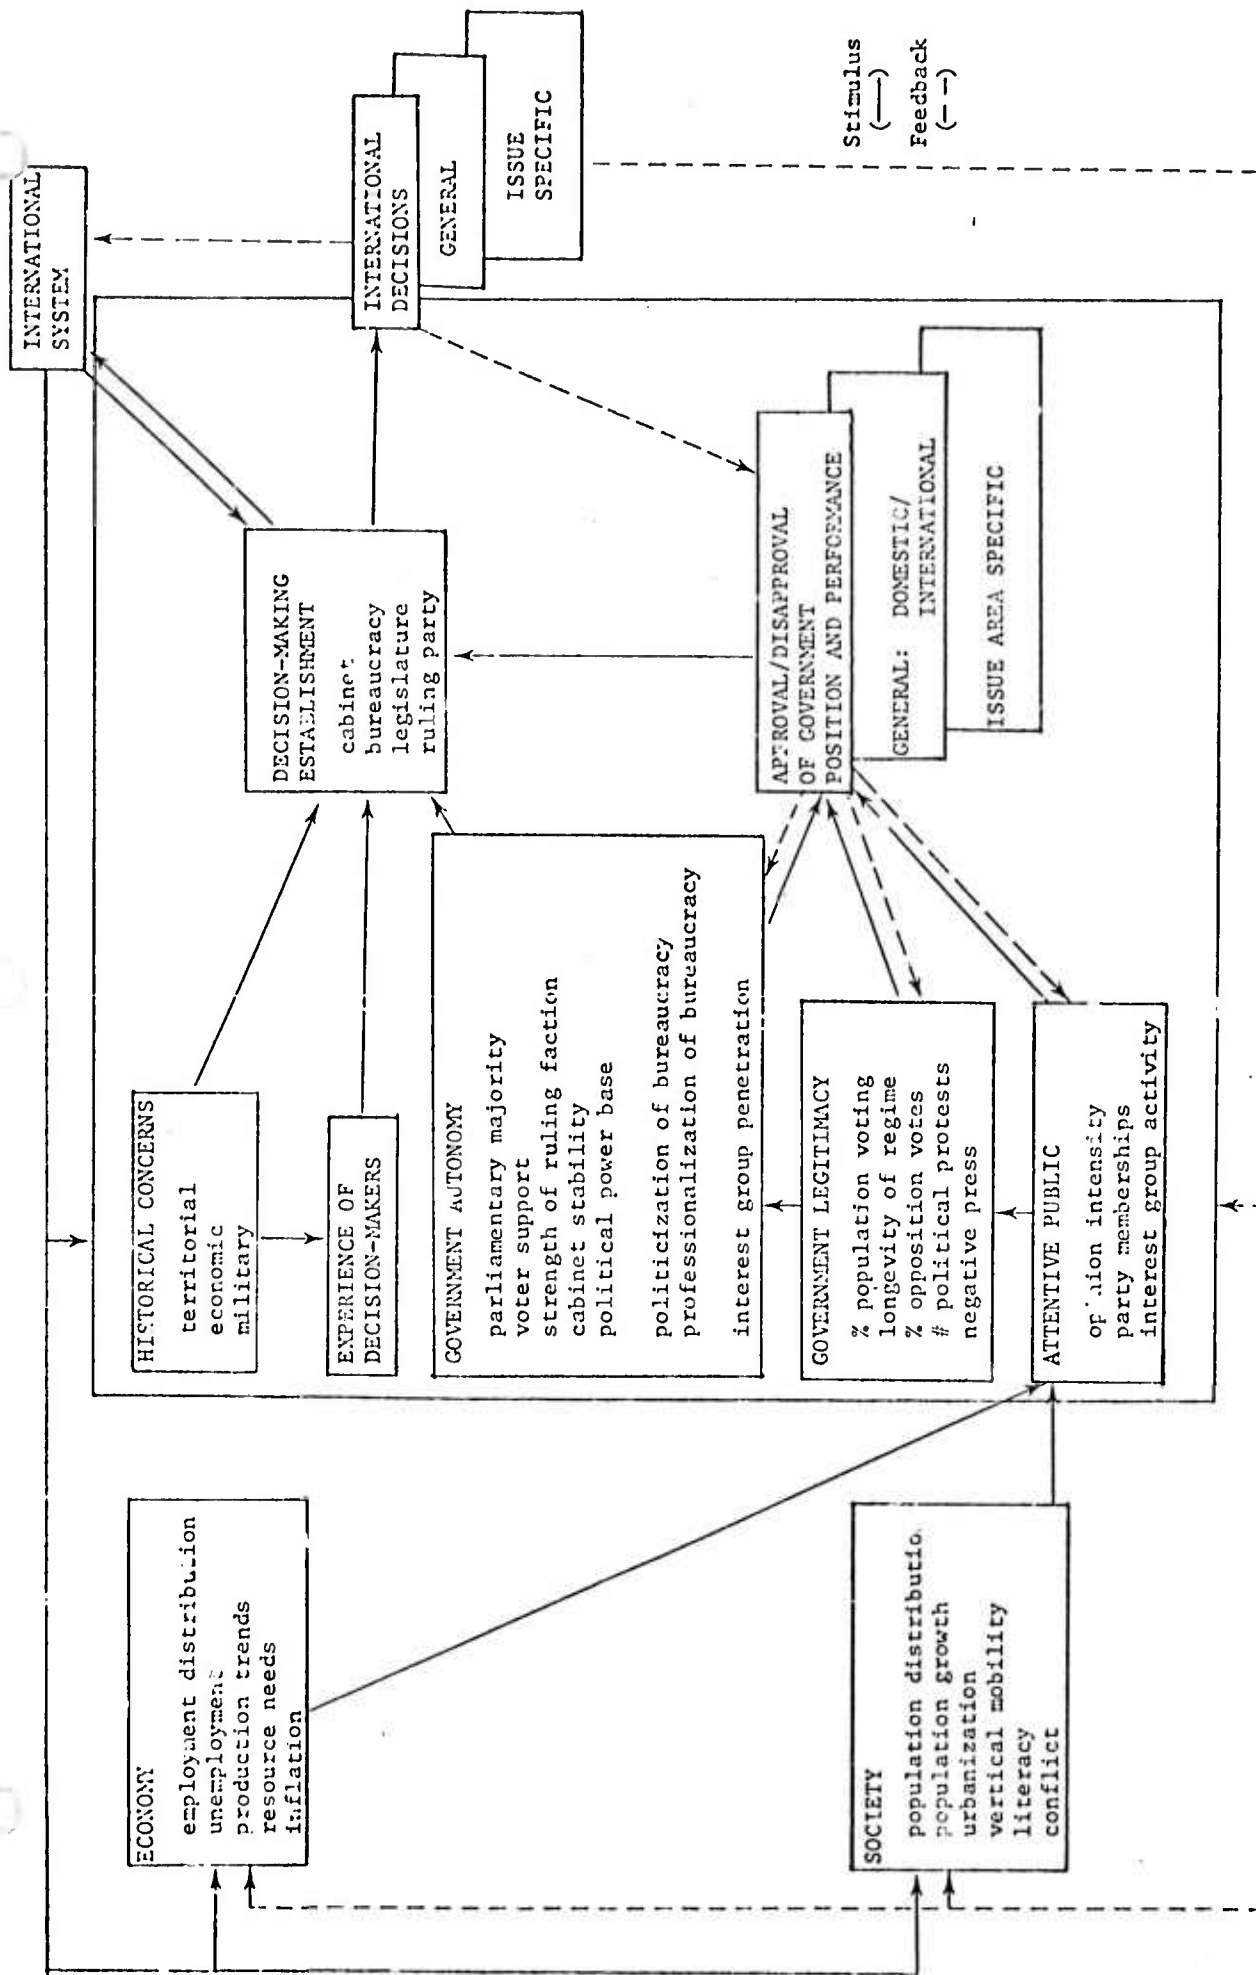 INTERNATIONAL
SYSTEM
INTERNATIONAL
DECISIONS
GENERAL
ISSUE
SPECIFIC
Stimulus
(——)
Feedback
(– –)
HISTORICAL CONCERNS
territorial
economic
military
EXPERIENCE OF
DECISION-MAKERS
DECISION-MAKING
ESTAELISHMENT
cabinet
bureaucracy
legislature
ruling party
GOVERNMENT AUTONOMY
parliamentary majority
voter support
strength of ruling faction
cabinet stability
political power base
politicization of bureaucracy
professionalization of bureaucracy
interest group penetration
APPROVAL/DISAPPROVAL
OF GOVERNMENT
POSITION AND PERFORMANCE
GENERAL: DOMESTIC/
INTERNATIONAL
ISSUE AREA SPECIFIC
GOVERNMENT LEGITIMACY
% population voting
longevity of regime
% opposition votes
# political protests
negative press
ATTENTIVE PUBLIC
intensity
party memberships
interest group activity
ECONOMY
employment distribution
unemployment
production trends
resource needs
inflation
SOCIETY
population distributio
population growth
urbanization
vertical mobility
literacy
conflict